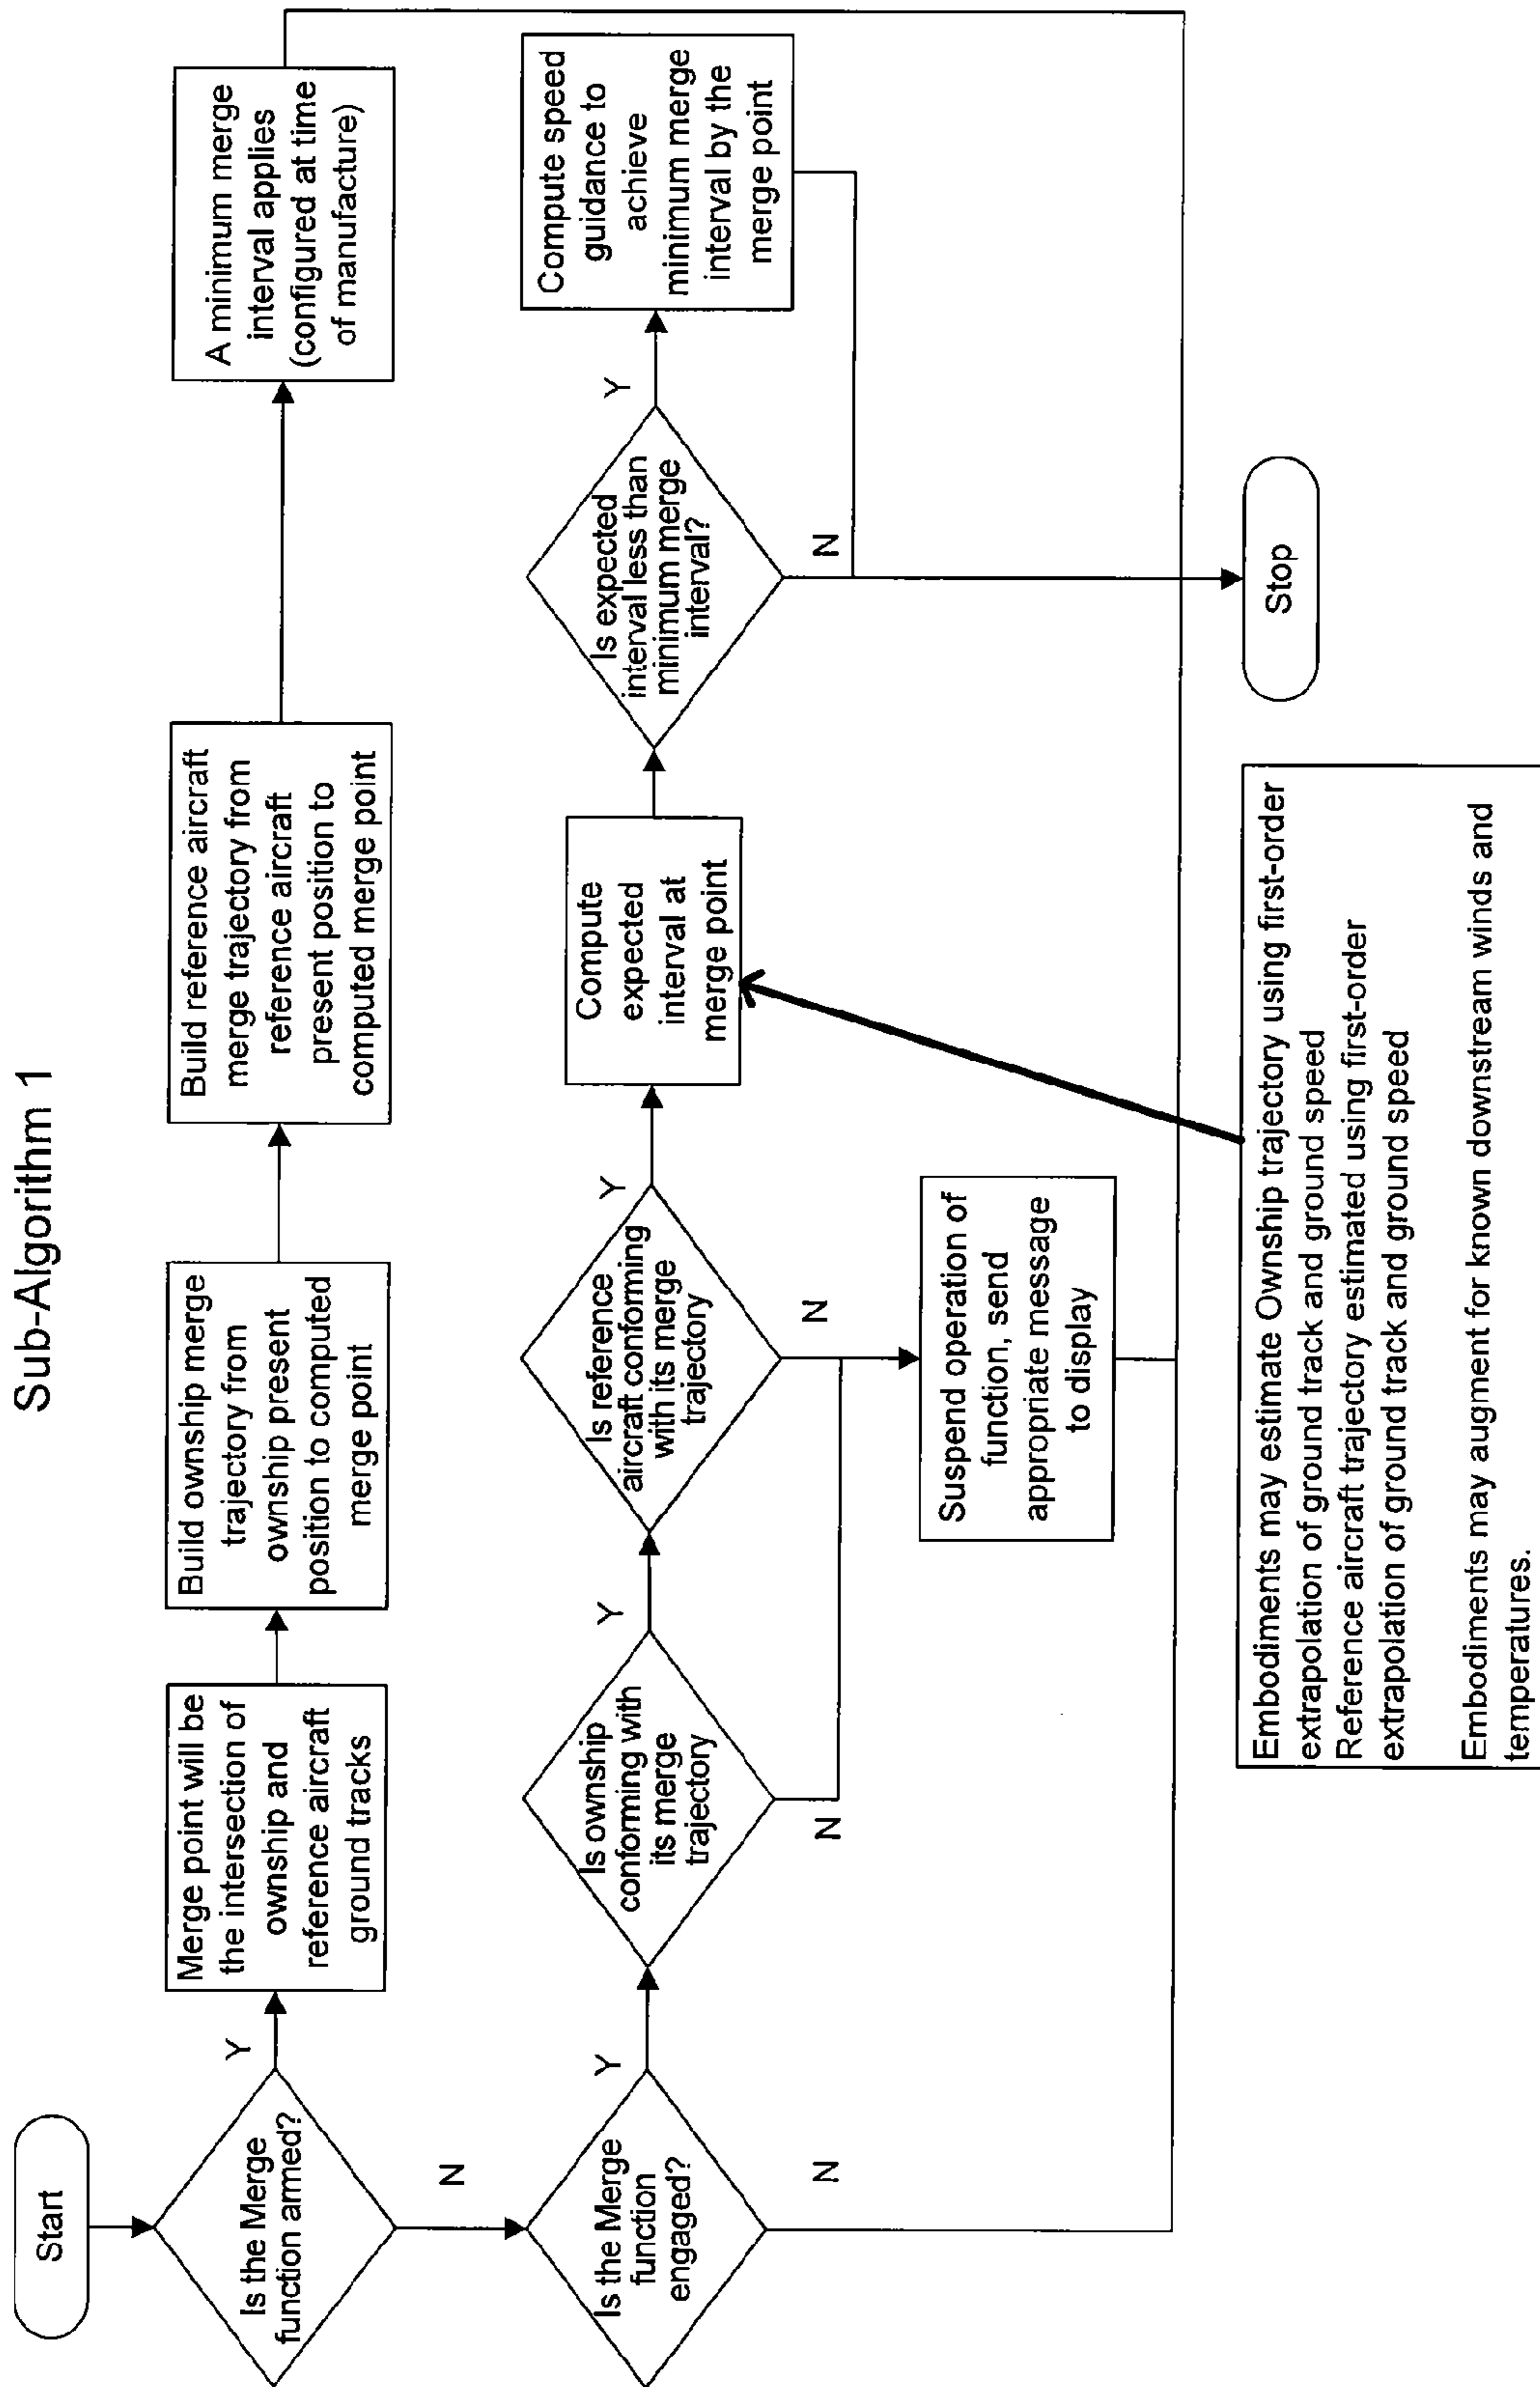 Sub-Algorithm 1
Start
Is the Merge
function armed?
Y
N
Merge point will be
the intersection of
ownship and
reference aircraft
ground tracks
Build ownship merge
trajectory from
ownship present
position to computed
merge point
Build reference aircraft
merge trajectory from
reference aircraft
present position to
computed merge point
A minimum merge
interval applies
(configured at time
of manufacture)
Is the Merge
function
engaged?
Y
N
Is ownship
conforming with
its merge
trajectory
Y
N
Is reference
aircraft conforming
with its merge
trajectory
Y
N
Compute
expected
interval at
merge point
Is expected
interval less than
minimum merge
interval?
Y
N
Compute speed
guidance to
achieve
minimum merge
interval by the
merge point
Suspend operation of
function, send
appropriate message
to display
Stop
Embodiments may estimate Ownship trajectory using first-order
extrapolation of ground track and ground speed
Reference aircraft trajectory estimated using first-order
extrapolation of ground track and ground speed
Embodiments may augment for known downstream winds and
temperatures.